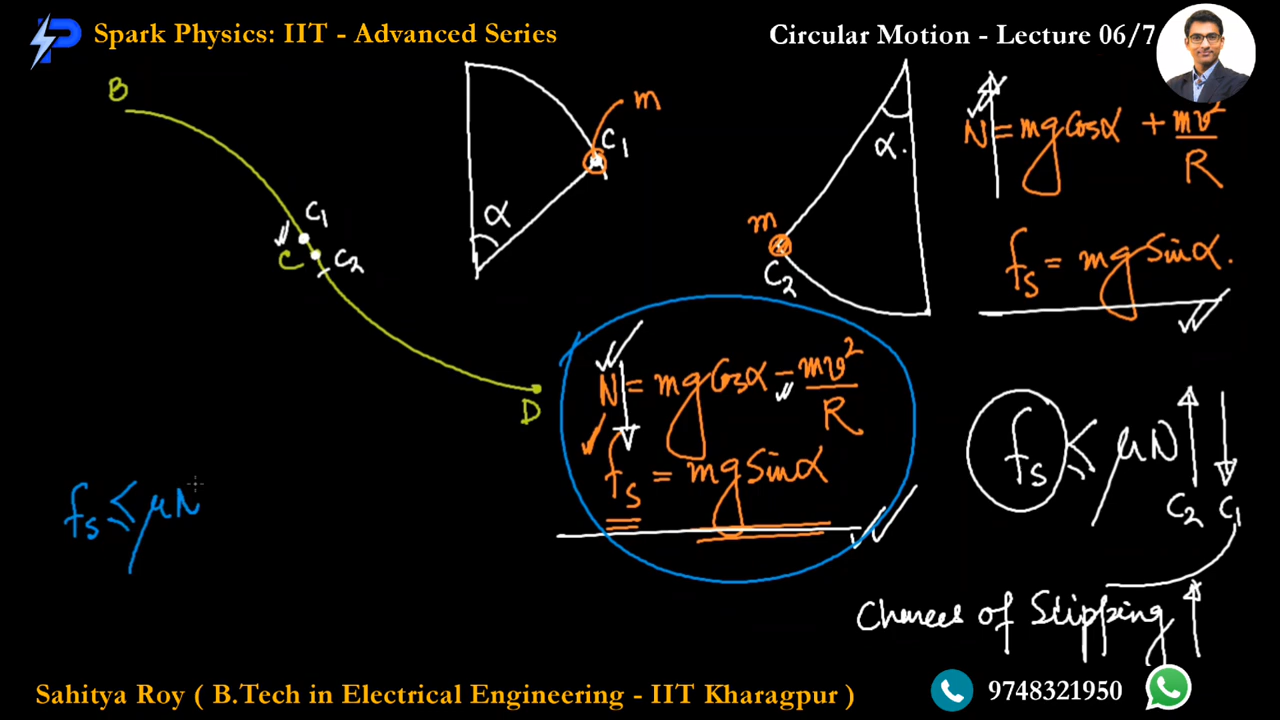 Spark Physics: IIT - Advanced Series
Circular Motion - Lecture 06/7
B
C1
C
C2
D
m
C1
α
m
α.
C2
N = mg Cosα + mv²/R
fs = mg Sinα.
N = mg Cosα - mv²/R
fs = mg Sinα
fs ≤ μN
C2 C1
fs ≤ μN
Chances of Slipping
Sahitya Roy ( B.Tech in Electrical Engineering - IIT Kharagpur )
9748321950